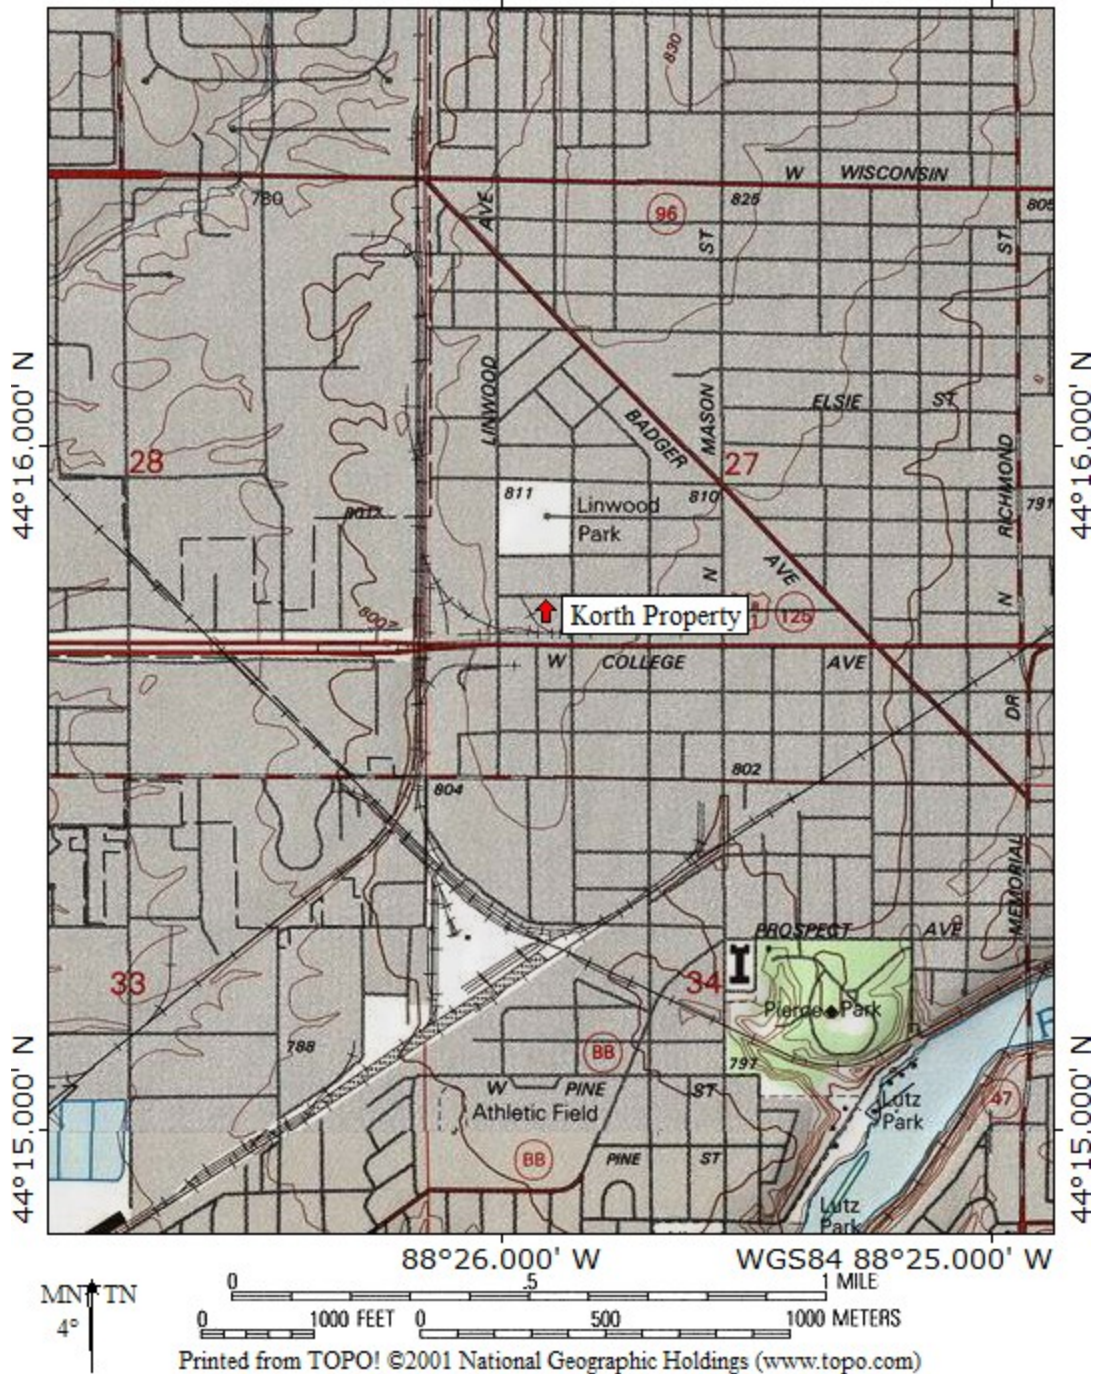 830
W WISCONSIN
780
96
825
805
AVE
ST
ST
LINWOOD
MASON
ELSIE ST
BADGER
44°16.000' N
44°16.000' N
28
27
RICHMOND
811
810
791
Linwood
Park
AVE
N
N
Korth Property
125
W COLLEGE AVE
DR
802
804
MEMORIAL
PROSPECT AVE
33
34
Pierce Park
788
BB
797
W PINE ST
47
Athletic Field
Lutz
Park
44°15.000' N
44°15.000' N
BB
PINE ST
Lutz
Park
88°26.000' W
WGS84 88°25.000' W
MN TN
4°
0 .5 1 MILE
0 1000 FEET 0 500 1000 METERS
Printed from TOPO! ©2001 National Geographic Holdings (www.topo.com)